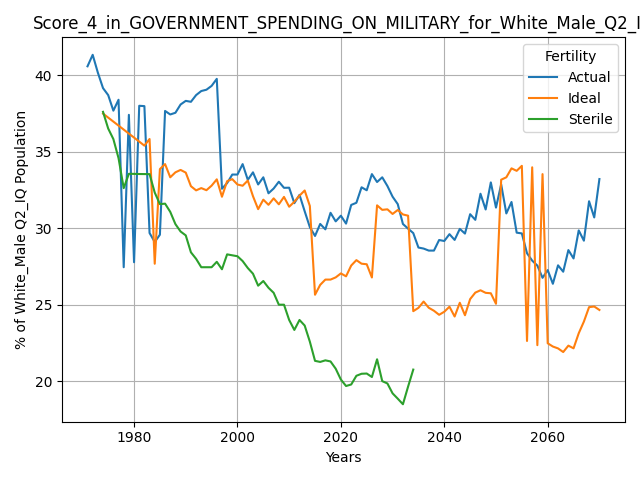 Score_4_in_GOVERNMENT_SPENDING_ON_MILITARY_for_White_Male_Q2_I
Fertility
Actual
Ideal
Sterile
% of White_Male Q2_IQ Population
40
35
30
25
20
1980
2000
2020
2040
2060
Years